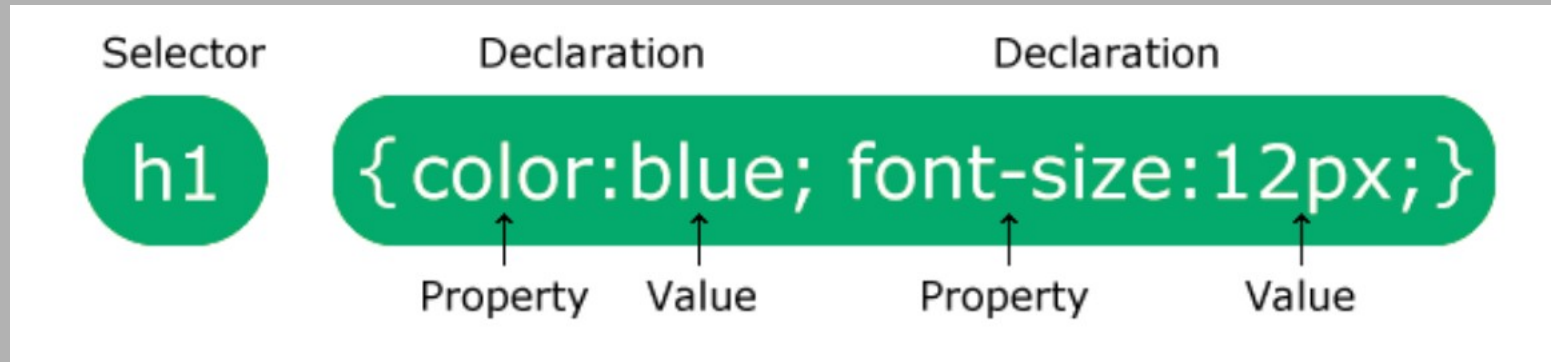 Selector Declaration Declaration
h1 {color:blue; font-size:12px;}
Property Value Property Value